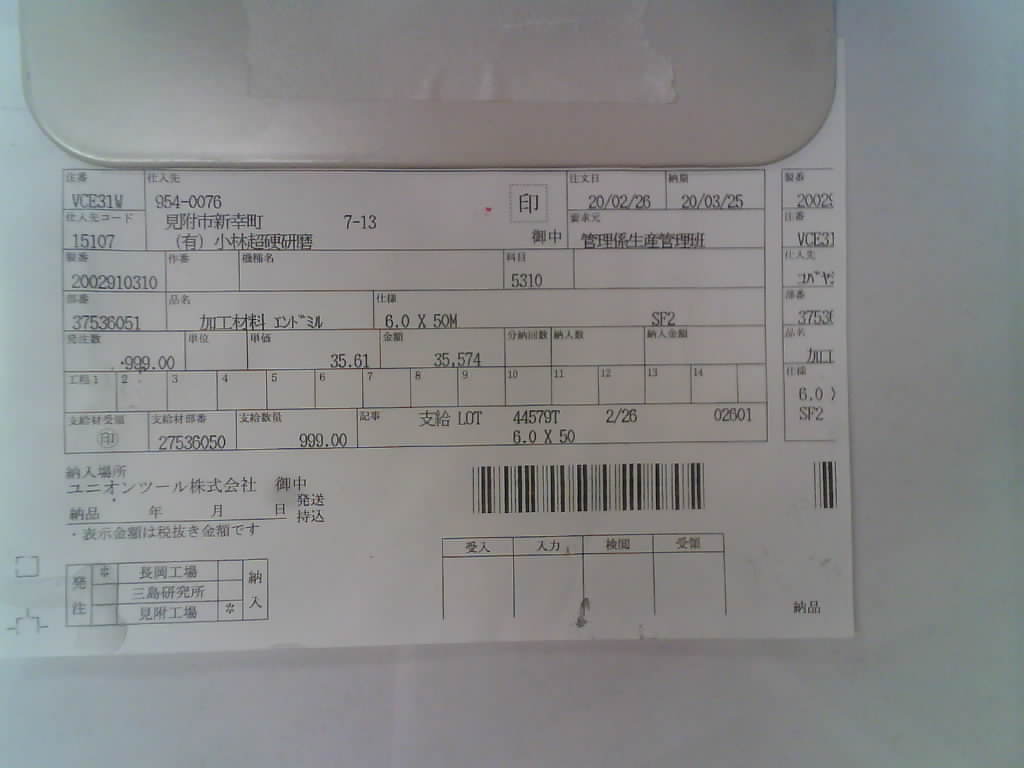 注番 仕入先 注文日 納期 製番
VCE31W 954-0076 印 20/02/26 20/03/25 20029
仕入先コード 見附市新幸町 7-13 要求元 注番
15107 (有) 小林超硬研磨 御中 管理係生産管理班 VCE31
製番 作番 機種名 科目 仕入先
2002910310 5310 コバヤシ
部番 品名 仕様 部番
37536051 加工材料 エンドミル 6.0 X 50M SF2 3753
発注数 単位 単価 金額 分納回数 納入数 納入金額 品名
999.00 35.61 35,574 加工
工程1 2 3 4 5 6 7 8 9 10 11 12 13 14 仕様
6.0 X
支給材受領 支給材部番 支給数量 記事 支給 LOT 44579T 2/26 02601 SF2
印 27536050 999.00 6.0 X 50
納入場所
ユニオンツール株式会社 御中
納品 年 月 日 発送
持込
・表示金額は税抜き金額です
受入 入力 検閲 受領
発注 * 長岡工場 納入
三島研究所
見附工場 *
納品